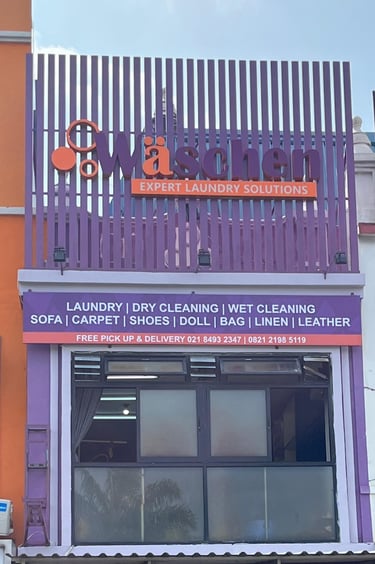 Wäschen
EXPERT LAUNDRY SOLUTIONS
LAUNDRY | DRY CLEANING | WET CLEANING
SOFA | CARPET | SHOES | DOLL | BAG | LINEN | LEATHER
FREE PICK UP & DELIVERY 021 8493 2347 | 0821 2198 5119